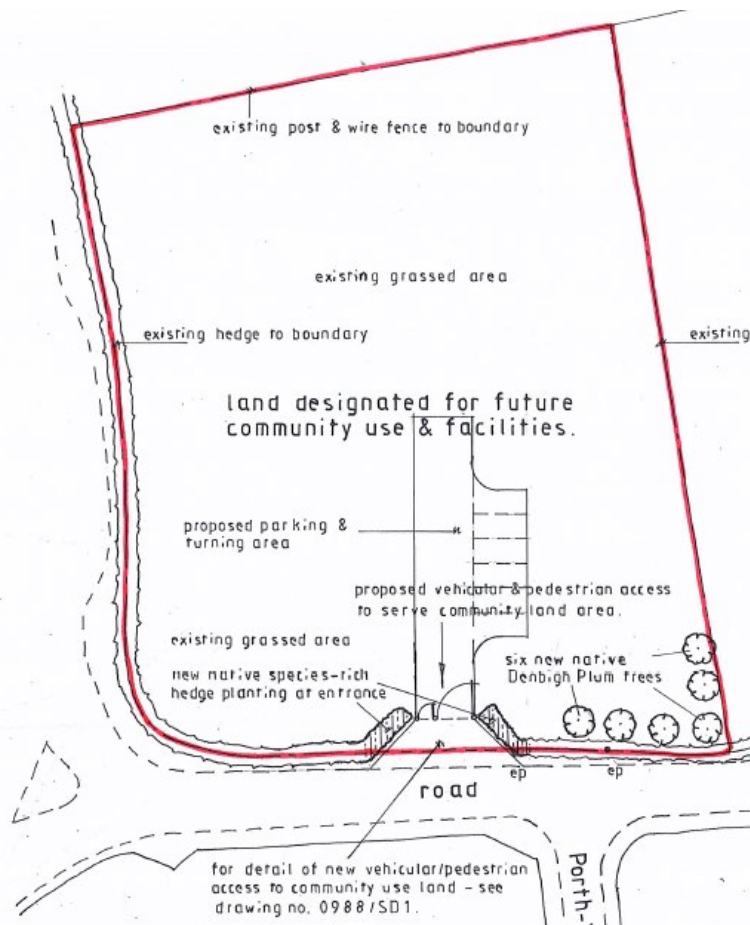 existing post & wire fence to boundary
existing grassed area
existing hedge to boundary
existing
land designated for future
community use & facilities.
proposed parking &
turning area
proposed vehicular & pedestrian access
to serve community land area.
existing grassed area
new native species-rich
hedge planting at entrance
six new native
Denbigh Plum trees
ep
ep
road
for detail of new vehicular/pedestrian
access to community use land - see
drawing no. 0988/SD1.
Porth-